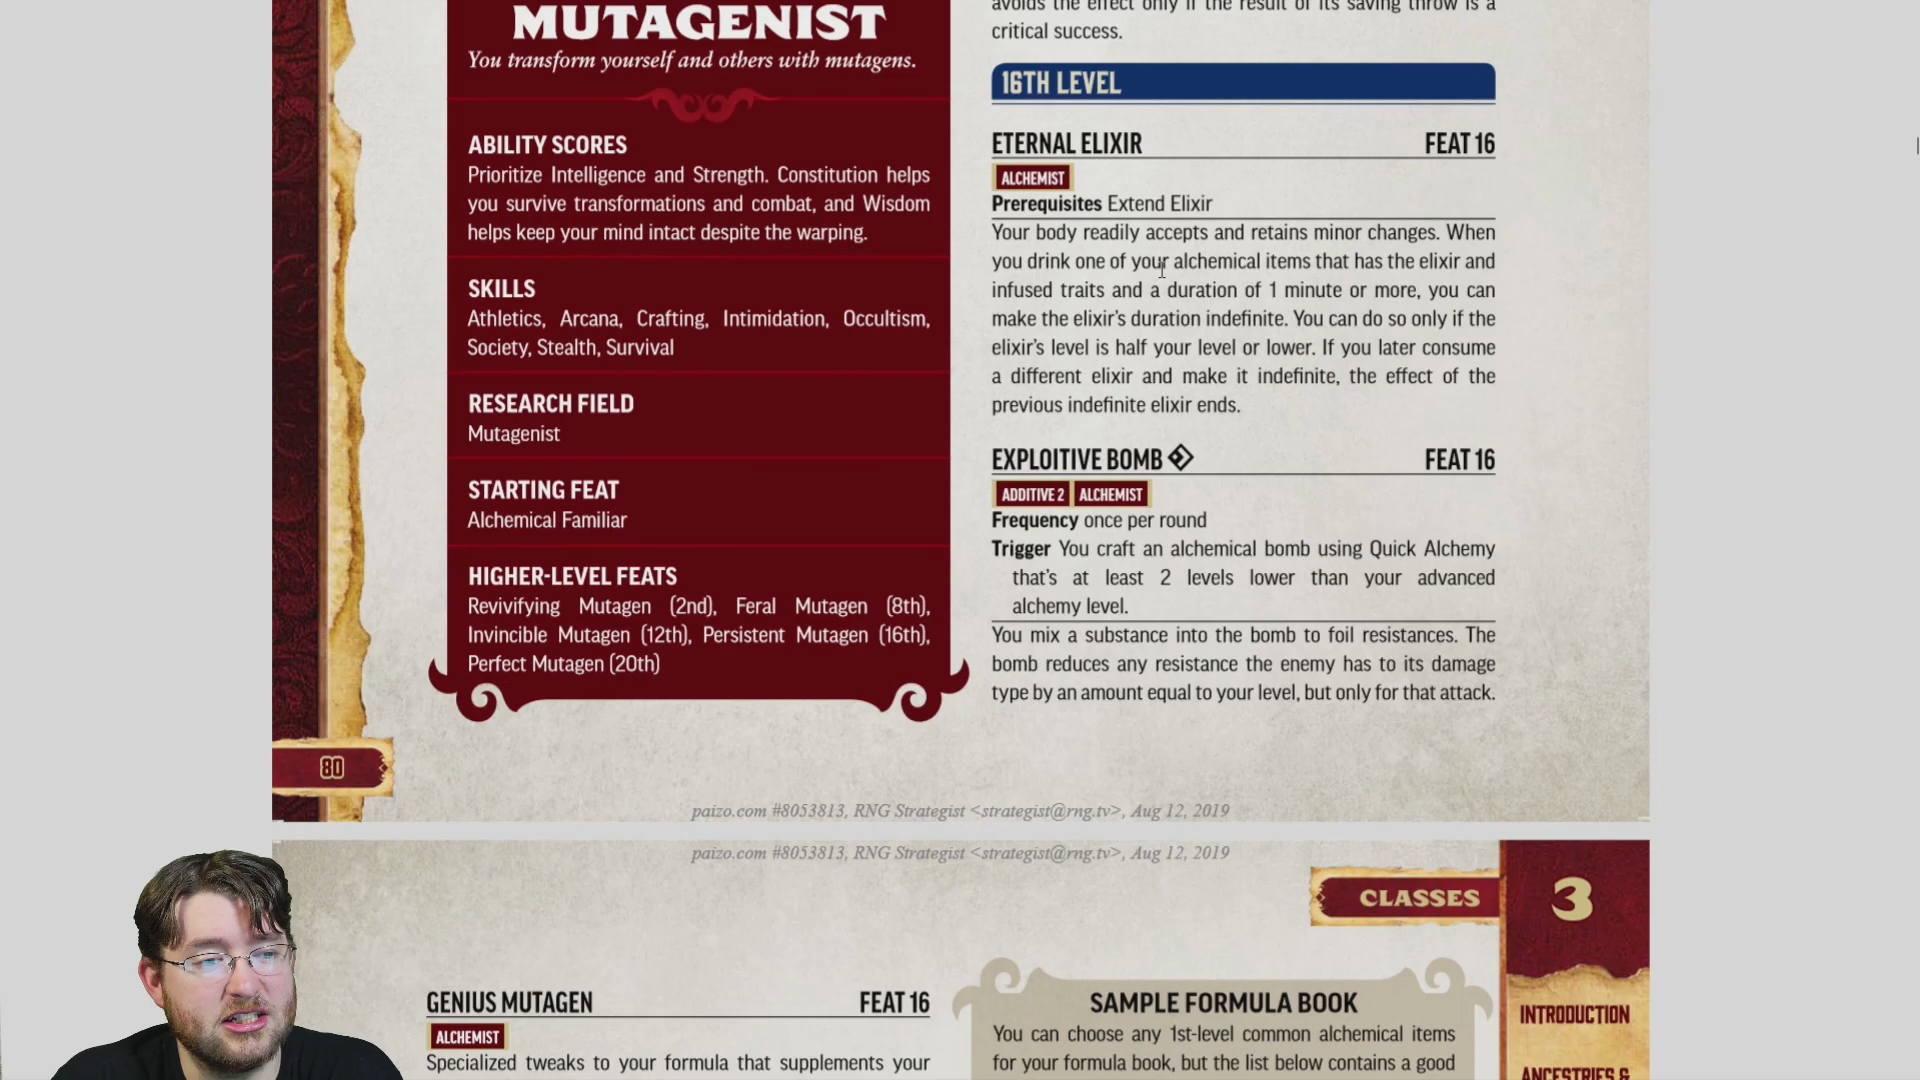 MUTAGENIST
You transform yourself and others with mutagens.
ABILITY SCORES
Prioritize Intelligence and Strength. Constitution helps
you survive transformations and combat, and Wisdom
helps keep your mind intact despite the warping.
SKILLS
Athletics, Arcana, Crafting, Intimidation, Occultism,
Society, Stealth, Survival
RESEARCH FIELD
Mutagenist
STARTING FEAT
Alchemical Familiar
HIGHER-LEVEL FEATS
Revivifying Mutagen (2nd), Feral Mutagen (8th),
Invincible Mutagen (12th), Persistent Mutagen (16th),
Perfect Mutagen (20th)
80
avoids the effect only if the result of its saving throw is a
critical success.
16TH LEVEL
ETERNAL ELIXIR FEAT 16
ALCHEMIST
Prerequisites Extend Elixir
Your body readily accepts and retains minor changes. When
you drink one of your alchemical items that has the elixir and
infused traits and a duration of 1 minute or more, you can
make the elixir's duration indefinite. You can do so only if the
elixir's level is half your level or lower. If you later consume
a different elixir and make it indefinite, the effect of the
previous indefinite elixir ends.
EXPLOITIVE BOMB FEAT 16
ADDITIVE 2 ALCHEMIST
Frequency once per round
Trigger You craft an alchemical bomb using Quick Alchemy
that's at least 2 levels lower than your advanced
alchemy level.
You mix a substance into the bomb to foil resistances. The
bomb reduces any resistance the enemy has to its damage
type by an amount equal to your level, but only for that attack.
paizo.com #8053813, RNG Strategist <strategist@rng.tv>, Aug 12, 2019
paizo.com #8053813, RNG Strategist <strategist@rng.tv>, Aug 12, 2019
CLASSES
3
GENIUS MUTAGEN FEAT 16
ALCHEMIST
Specialized tweaks to your formula that supplements your
SAMPLE FORMULA BOOK
You can choose any 1st-level common alchemical items
for your formula book, but the list below contains a good
INTRODUCTION
ANCESTRIES &